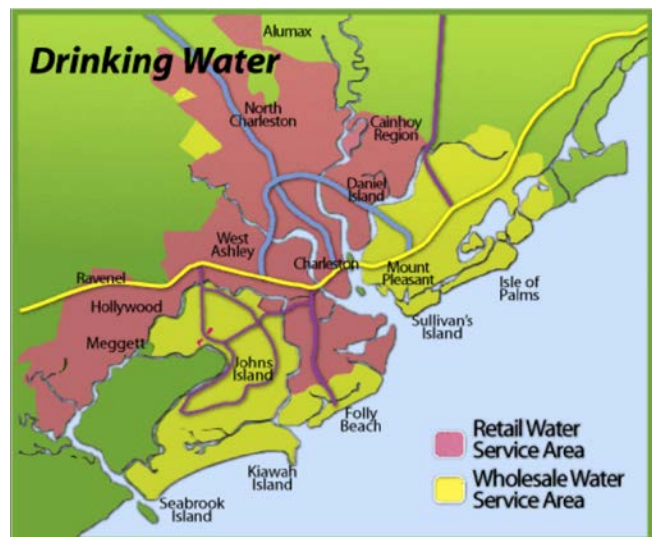 Alumax
Drinking Water
North
Charleston
Cainhoy
Region
Daniel
Island
West
Ashley
Charleston
Ravenel
Mount
Pleasant
Isle of
Palms
Hollywood
Sullivan's
Island
Meggett
Johns
Island
Folly
Beach
Kiawah
Island
Seabrook
Island
Retail Water
Service Area
Wholesale Water
Service Area